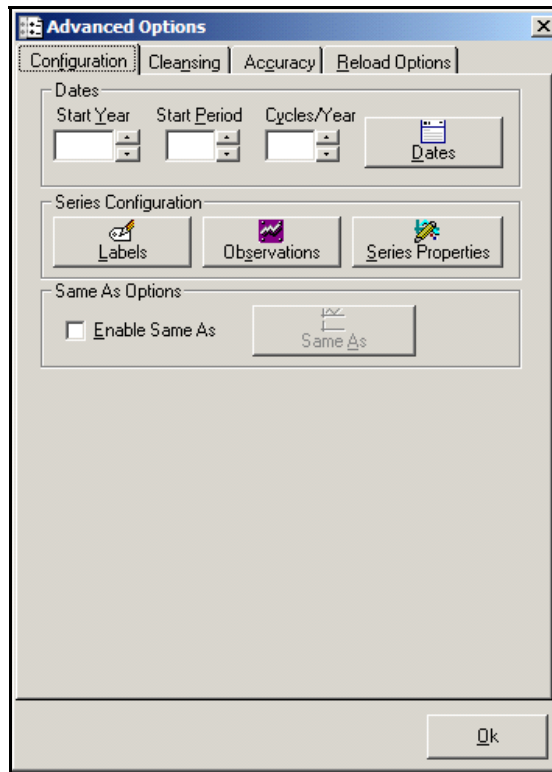 Advanced Options
Configuration Cleansing Accuracy Reload Options
Dates
Start Year Start Period Cycles/Year
Dates
Series Configuration
Labels Observations Series Properties
Same As Options
Enable Same As Same As
Ok